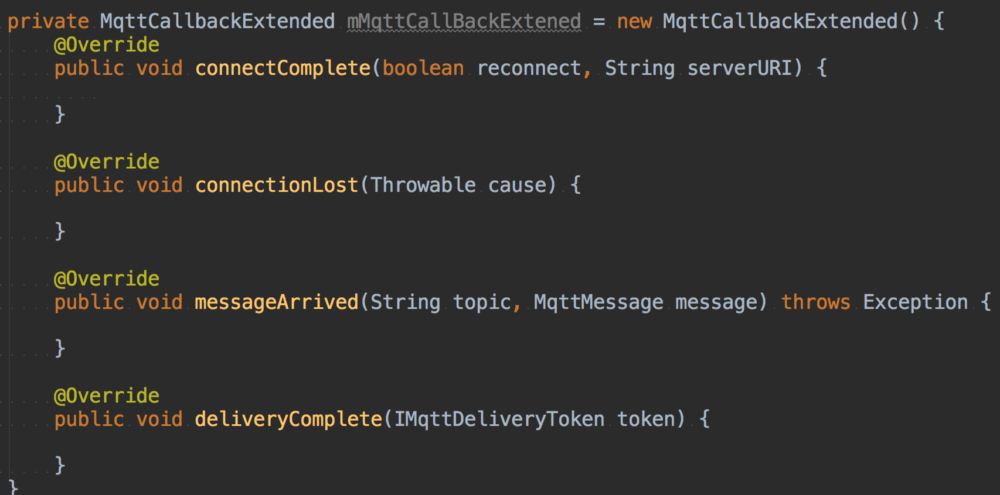 private MqttCallbackExtended mMqttCallBackExtened = new MqttCallbackExtended() {
@Override
public void connectComplete(boolean reconnect, String serverURI) {
}
@Override
public void connectionLost(Throwable cause) {
}
@Override
public void messageArrived(String topic, MqttMessage message) throws Exception {
}
@Override
public void deliveryComplete(IMqttDeliveryToken token) {
}
}